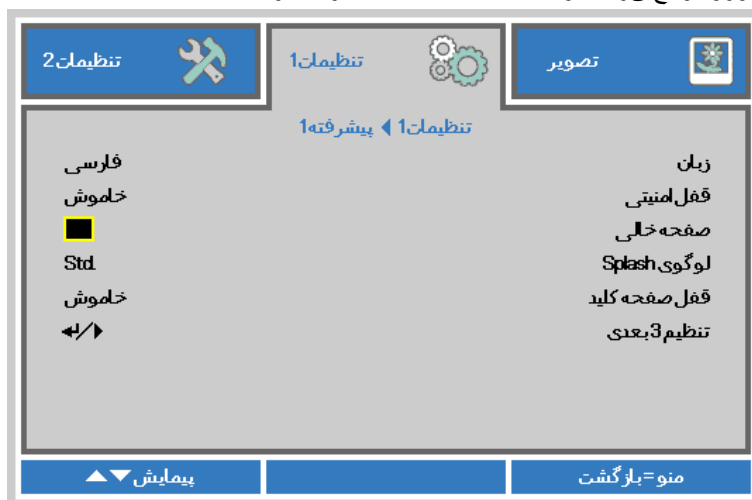 تصویر
تنظیمات1
تنظیمات2
تنظیمات1 ▶ پیشرفته1
زبان فارسی
قفل امنیتی خاموش
صفحه خالی
لوگوی Splash Std.
قفل صفحه کلید خاموش
تنظیم 3 بعدی ↵/▶
منو=بازگشت
پیمایش▼▲